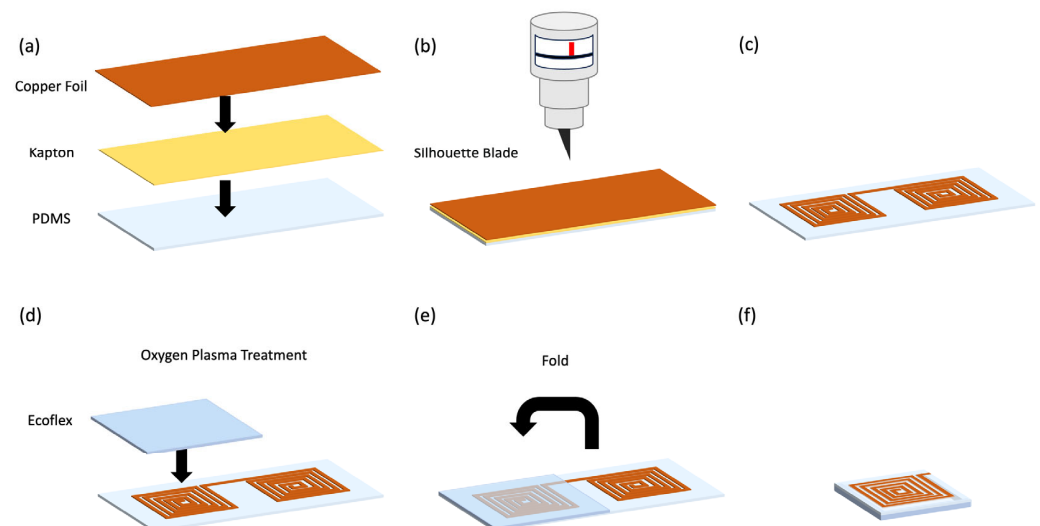 (a)
Copper Foil
Kapton
PDMS
(b)
Silhouette Blade
(c)
(d)
Oxygen Plasma Treatment
Ecoflex
(e)
Fold
(f)